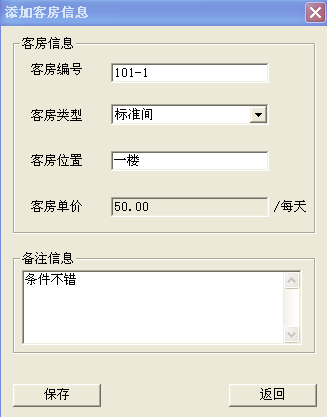 添加客房信息
客房信息
客房编号 101-1
客房类型 标准间
客房位置 一楼
客房单价 50.00 /每天
备注信息
条件不错
保存 返回